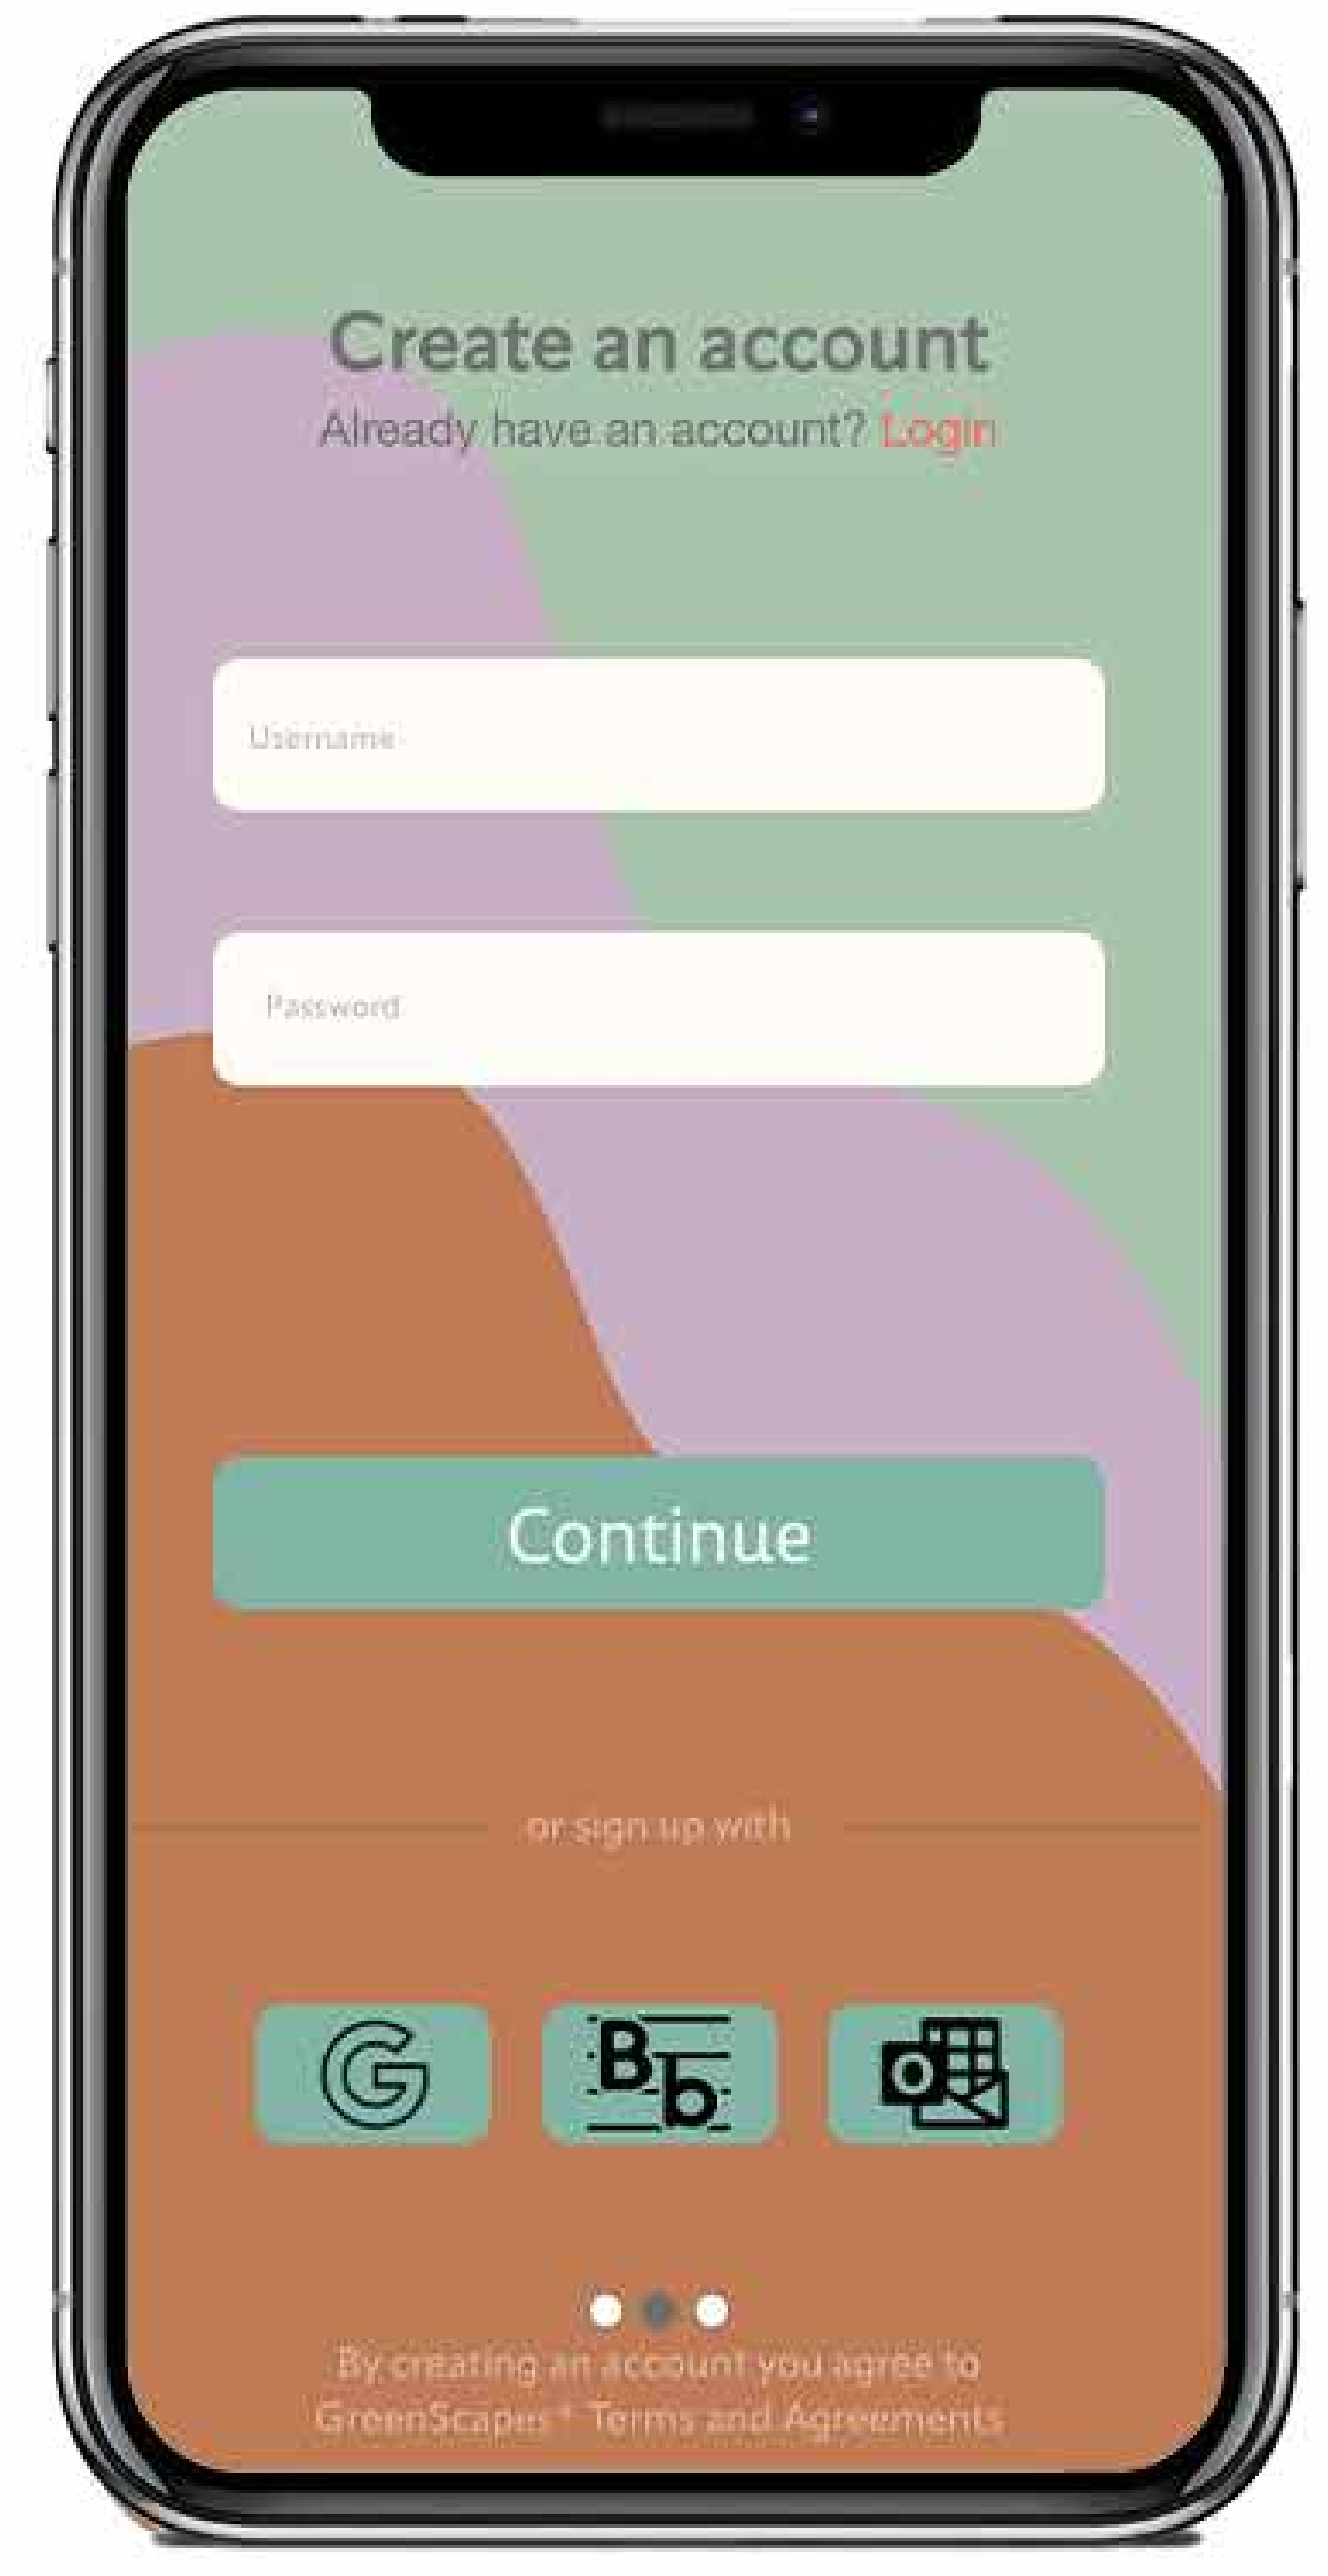 Create an account
Already have an account? Login
Username
Password
Continue
or sign up with
G
B
b
O
By creating an account you agree to
GreenScapes' Terms and Agreements